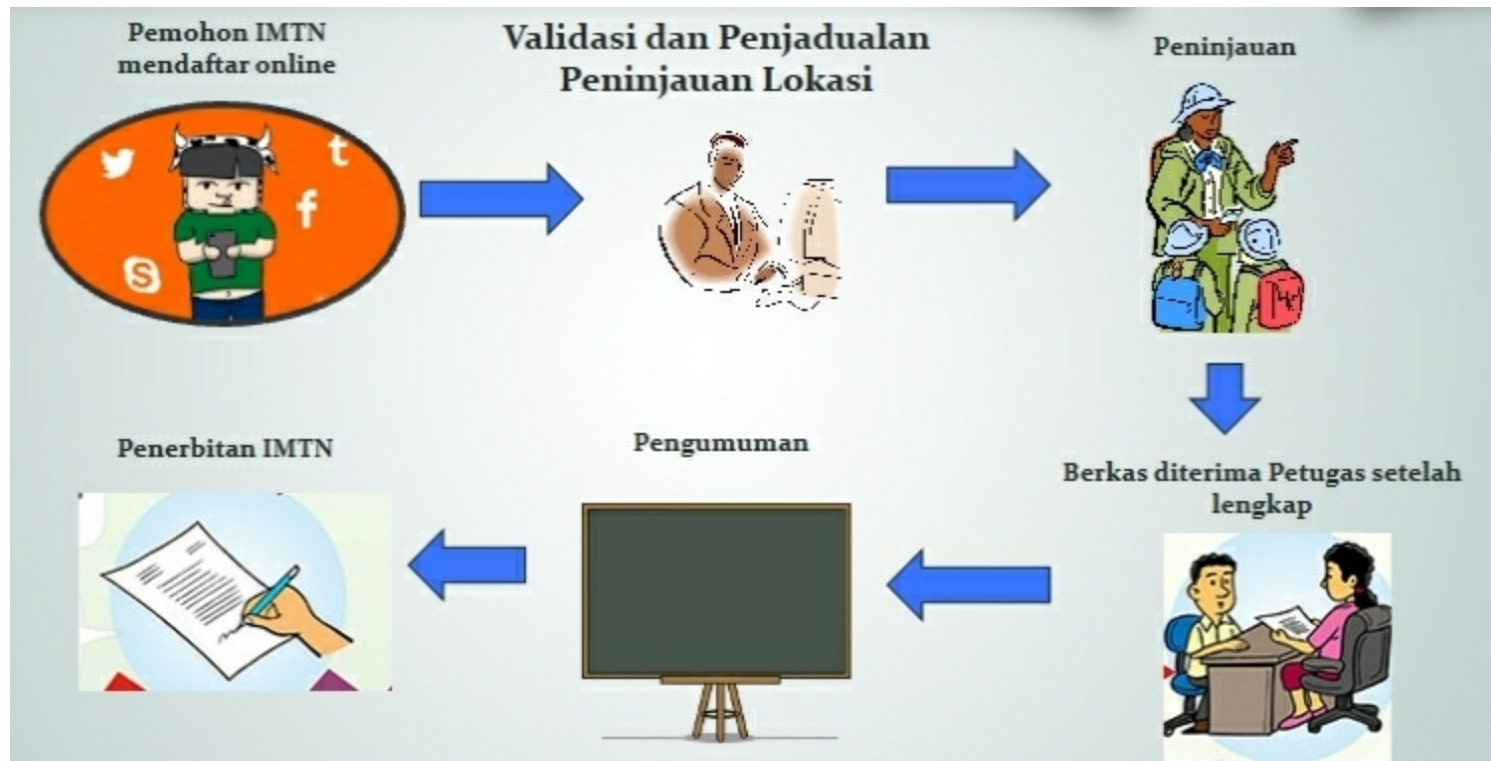 Pemohon IMTN
mendaftar online
Validasi dan Penjadualan
Peninjauan Lokasi
Peninjauan
t
f
S
Penerbitan IMTN
Pengumuman
Berkas diterima Petugas setelah
lengkap